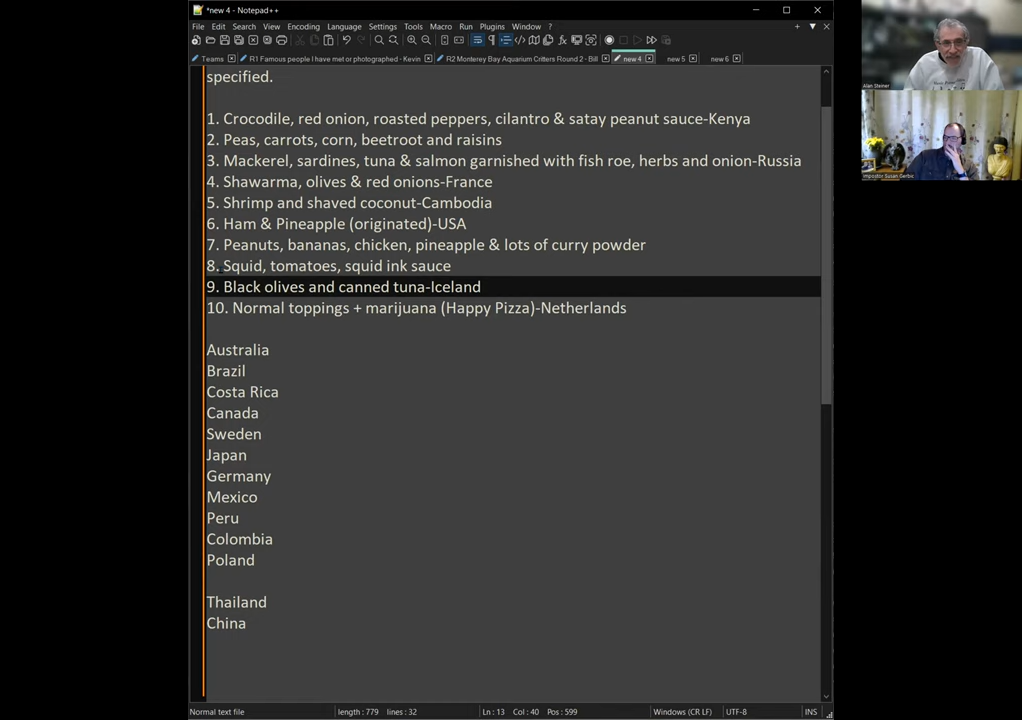 *new 4 - Notepad++
File Edit Search View Encoding Language Settings Tools Macro Run Plugins Window ?
Teams R1 Famous people I have met or photographed - Kevin R2 Monterey Bay Aquarium Critters Round 2 - Bill new 4 new 5 new 6
specified.
1. Crocodile, red onion, roasted peppers, cilantro & satay peanut sauce-Kenya
2. Peas, carrots, corn, beetroot and raisins
3. Mackerel, sardines, tuna & salmon garnished with fish roe, herbs and onion-Russia
4. Shawarma, olives & red onions-France
5. Shrimp and shaved coconut-Cambodia
6. Ham & Pineapple (originated)-USA
7. Peanuts, bananas, chicken, pineapple & lots of curry powder
8. Squid, tomatoes, squid ink sauce
9. Black olives and canned tuna-Iceland
10. Normal toppings + marijuana (Happy Pizza)-Netherlands
Australia
Brazil
Costa Rica
Canada
Sweden
Japan
Germany
Mexico
Peru
Colombia
Poland
Thailand
China
Normal text file length : 779 lines : 32 Ln : 13 Col : 40 Pos : 599 Windows (CR LF) UTF-8 INS
Alan Steiner
Impostor Susan Gerbic